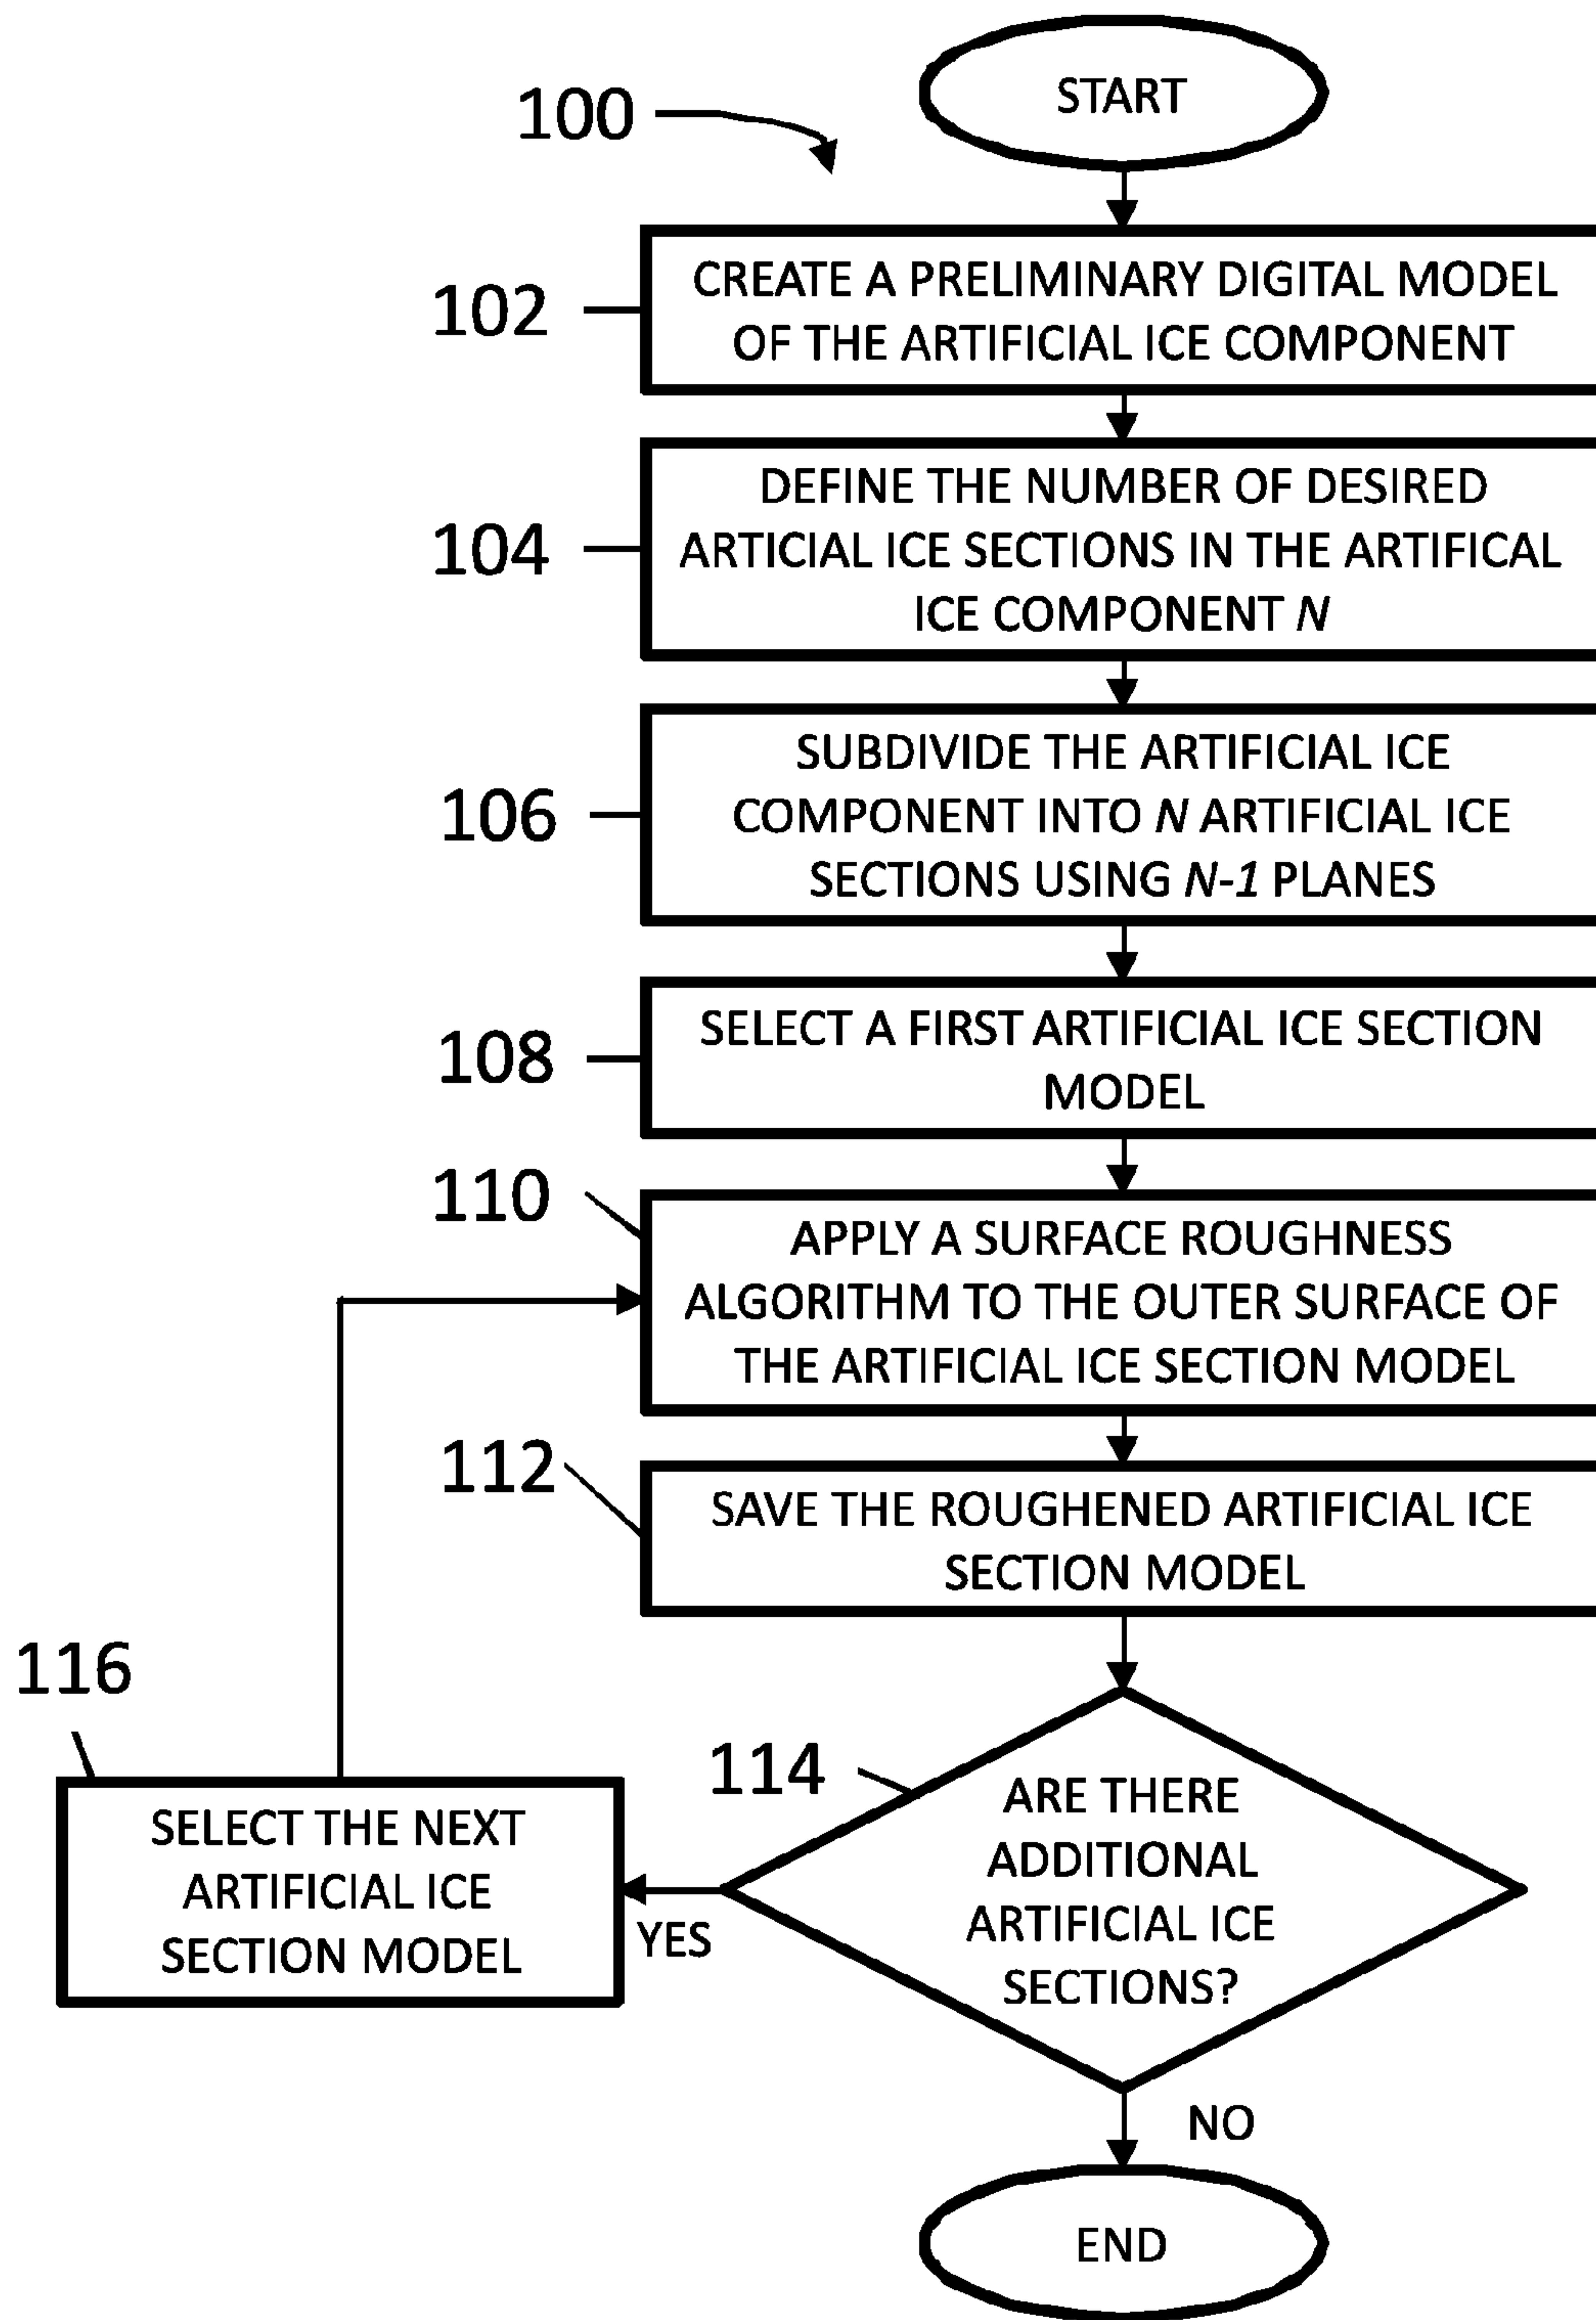 START
100
102
CREATE A PRELIMINARY DIGITAL MODEL
OF THE ARTIFICIAL ICE COMPONENT
104
DEFINE THE NUMBER OF DESIRED
ARTICIAL ICE SECTIONS IN THE ARTIFICAL
ICE COMPONENT N
106
SUBDIVIDE THE ARTIFICIAL ICE
COMPONENT INTO N ARTIFICIAL ICE
SECTIONS USING N-1 PLANES
108
SELECT A FIRST ARTIFICIAL ICE SECTION
MODEL
110
APPLY A SURFACE ROUGHNESS
ALGORITHM TO THE OUTER SURFACE OF
THE ARTIFICIAL ICE SECTION MODEL
112
SAVE THE ROUGHENED ARTIFICIAL ICE
SECTION MODEL
114
ARE THERE
ADDITIONAL
ARTIFICIAL ICE
SECTIONS?
YES
116
SELECT THE NEXT
ARTIFICIAL ICE
SECTION MODEL
NO
END